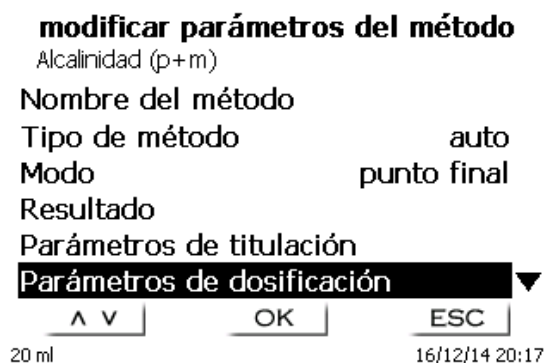 modificar parámetros del método
Alcalinidad (p+m)
Nombre del método
Tipo de método auto
Modo punto final
Resultado
Parámetros de titulación
Parámetros de dosificación
OK ESC
20 ml 16/12/14 20:17